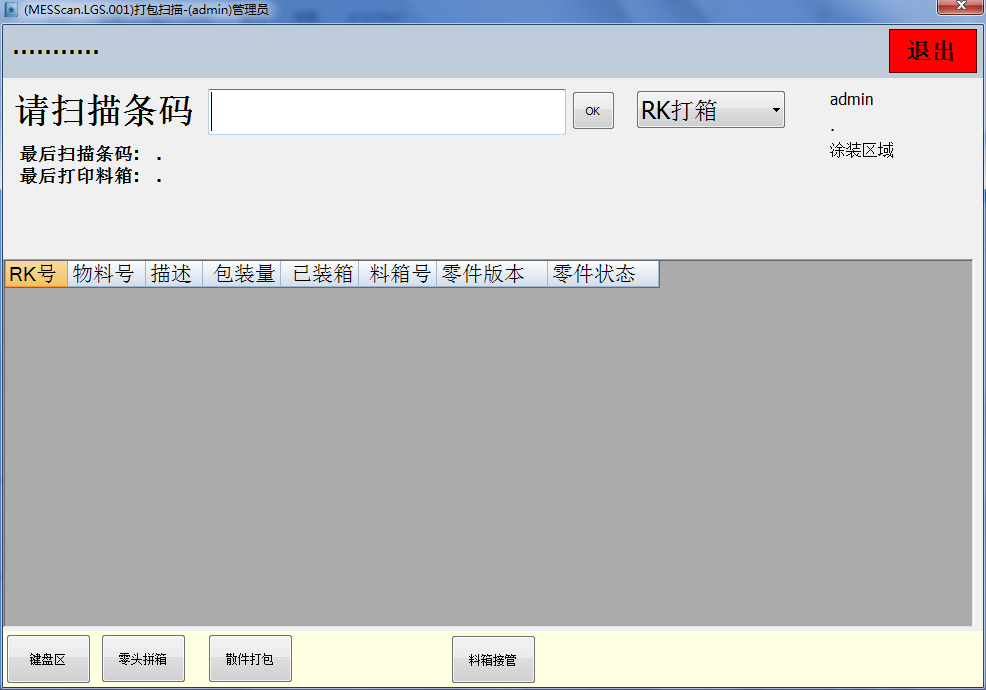 (MESScan.LGS.001)打包扫描-(admin)管理员
...........
退出
请扫描条码
OK
RK打箱
admin
.
涂装区域
最后扫描条码: .
最后打印料箱: .
RK号 物料号 描述 包装量 已装箱 料箱号 零件版本 零件状态
键盘区 零头拼箱 散件打包 料箱接管